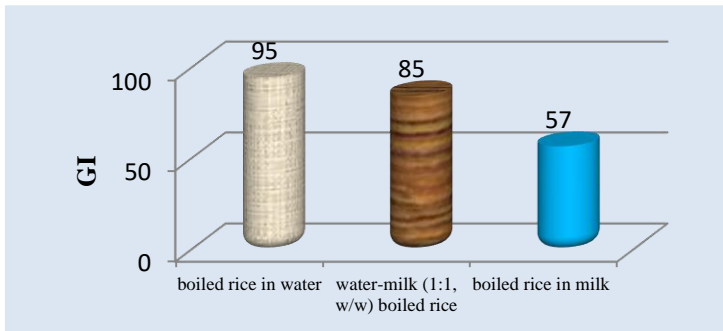 95
85
57
100
50
0
GI
boiled rice in water
water-milk (1:1,
w/w) boiled rice
boiled rice in milk